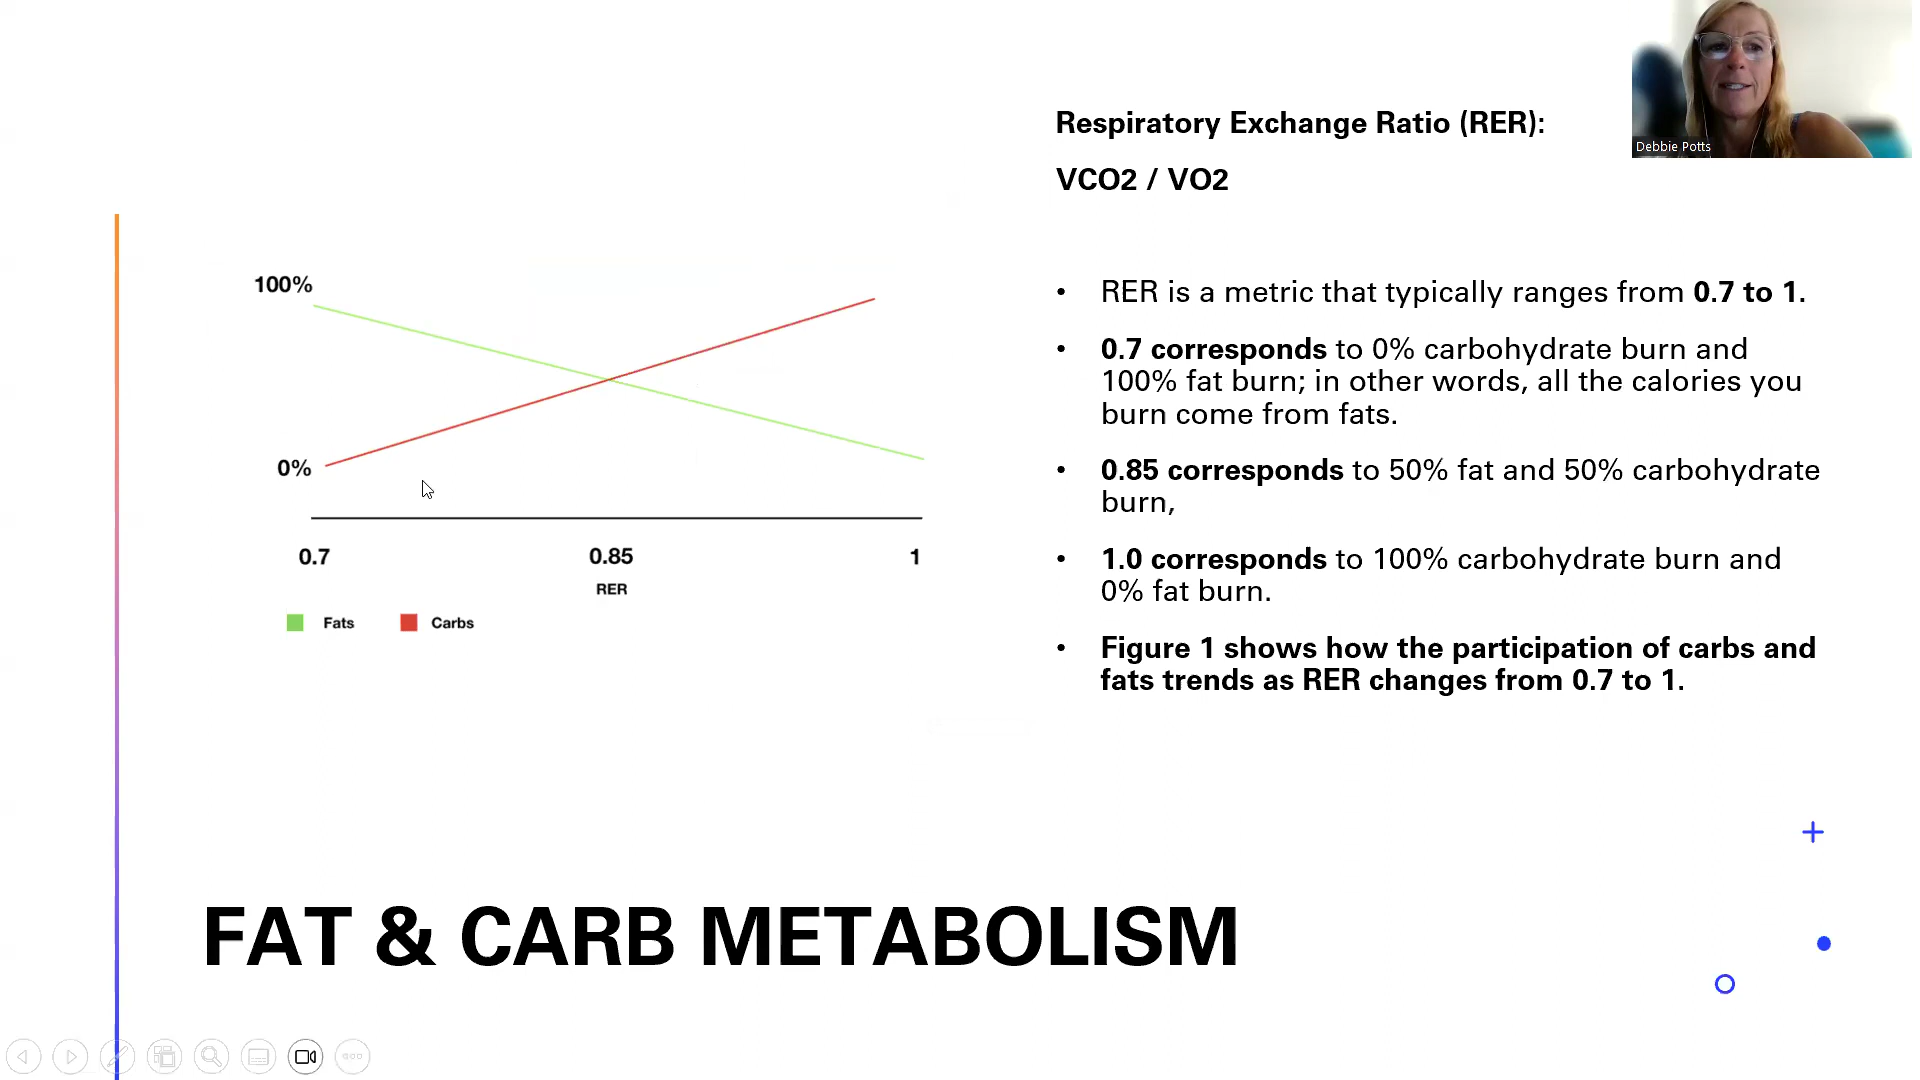 Debbie Potts
Respiratory Exchange Ratio (RER):
VCO2 / VO2
100%
0%
0.7 0.85 1
RER
Fats Carbs
• RER is a metric that typically ranges from 0.7 to 1.
• 0.7 corresponds to 0% carbohydrate burn and
100% fat burn; in other words, all the calories you
burn come from fats.
• 0.85 corresponds to 50% fat and 50% carbohydrate
burn,
• 1.0 corresponds to 100% carbohydrate burn and
0% fat burn.
• Figure 1 shows how the participation of carbs and
fats trends as RER changes from 0.7 to 1.
FAT & CARB METABOLISM